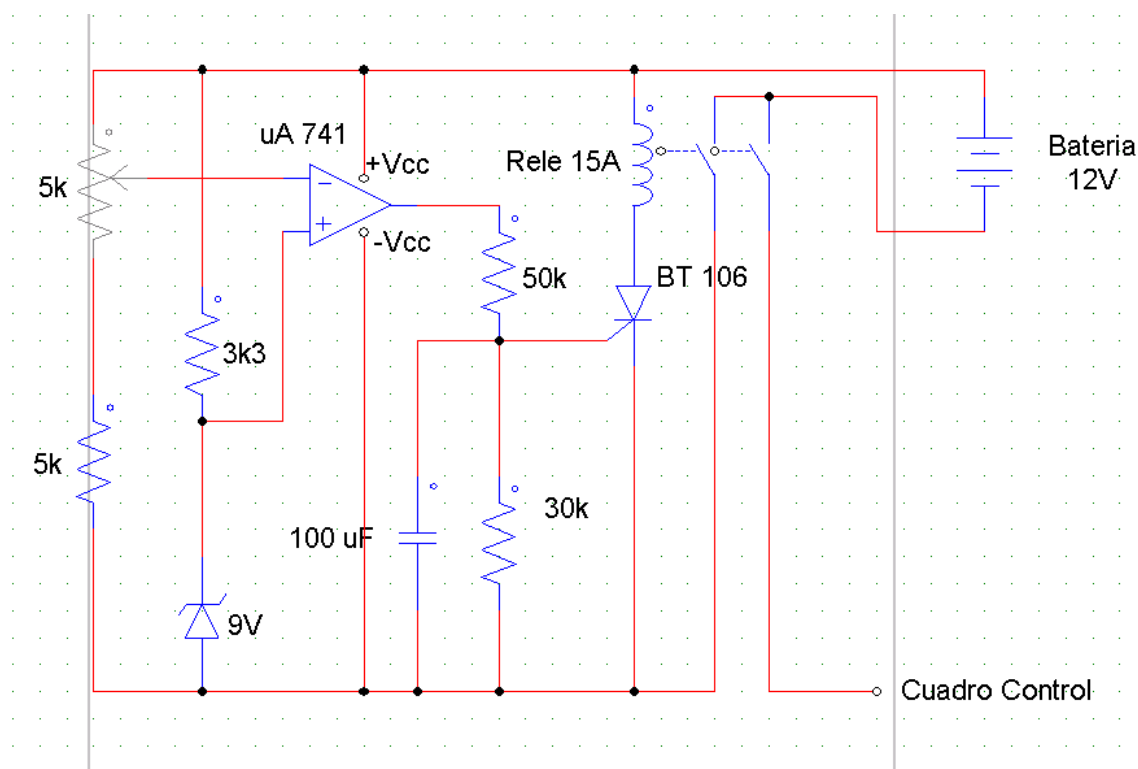 uA 741
+Vcc
-Vcc
5k
Rele 15A
Bateria
12V
BT 106
50k
3k3
5k
100 uF
30k
9V
Cuadro Control